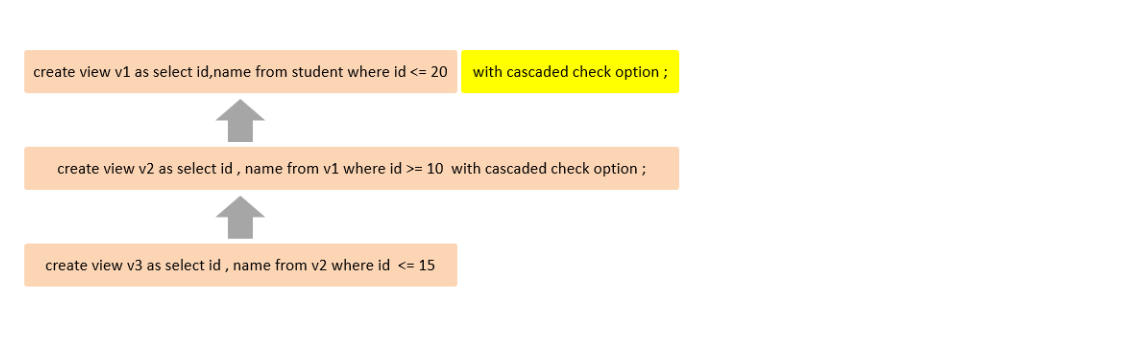 create view v1 as select id,name from student where id <= 20 with cascaded check option ;
create view v2 as select id , name from v1 where id >= 10 with cascaded check option ;
create view v3 as select id , name from v2 where id <= 15